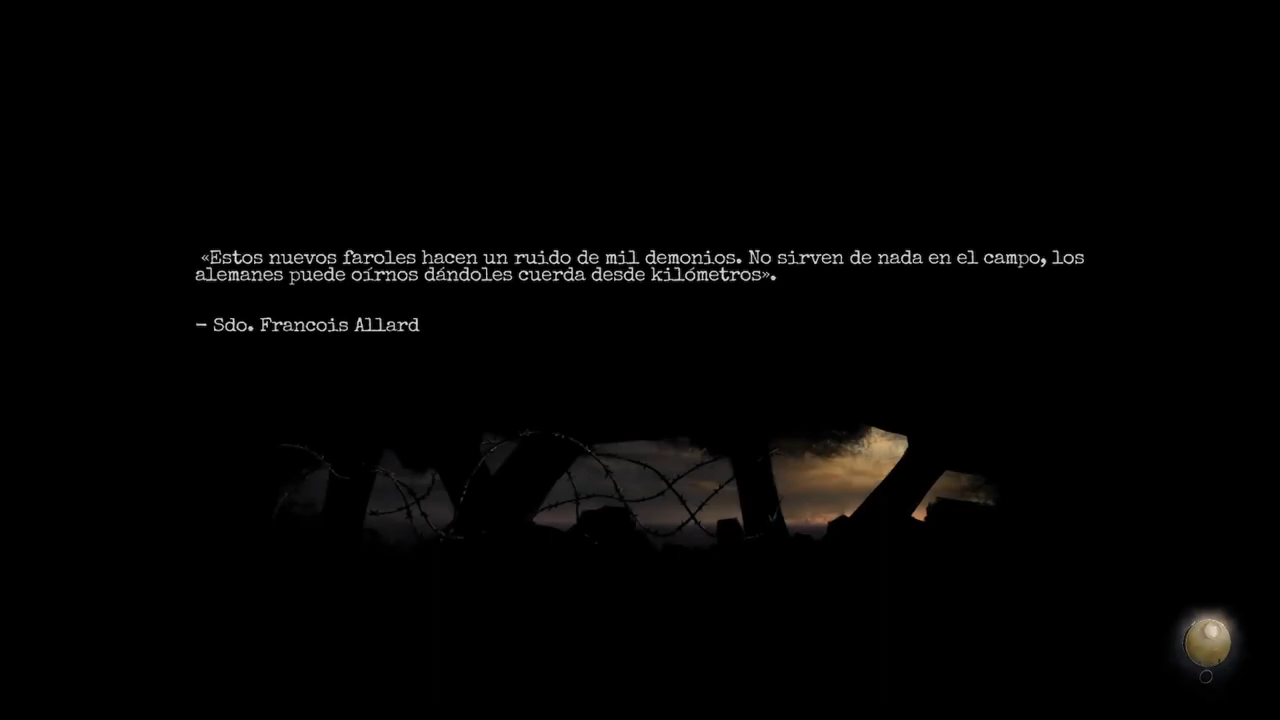 «Estos nuevos faroles hacen un ruido de mil demonios. No sirven de nada en el campo, los
alemanes puede oírnos dándoles cuerda desde kilómetros».
- Sdo. Francois Allard